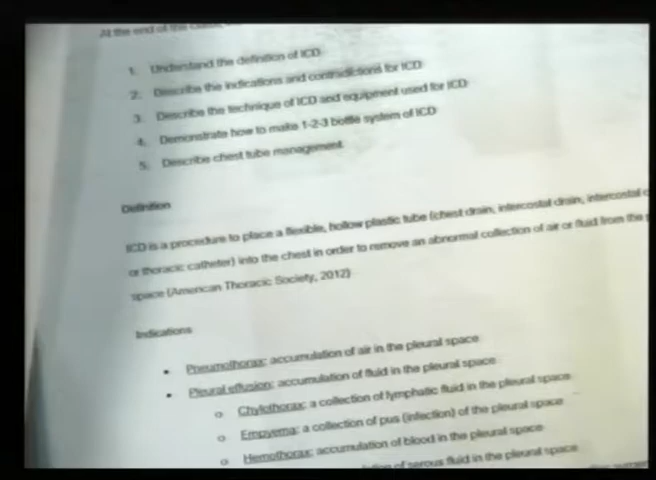 At the end of this
1. Understand the definition of ICD
2. Describe the indications and contradictions for ICD
3. Describe the technique of ICD and equipment used for ICD
4. Demonstrate how to make 1-2-3 bottle system of ICD
5. Describe chest tube management
Definition
ICD is a procedure to place a flexible, hollow plastic tube (chest drain, intercostal drain, intercostal
or thoracic catheter) into the chest in order to remove an abnormal collection of air or fluid from the
space (American Thoracic Society, 2012)
Indications
• Pneumothorax: accumulation of air in the pleural space
• Pleural effusion: accumulation of fluid in the pleural space
o Chylothorax: a collection of lymphatic fluid in the pleural space
o Empyema: a collection of pus (infection) of the pleural space
o Hemothorax: accumulation of blood in the pleural space
of serous fluid in the pleural space